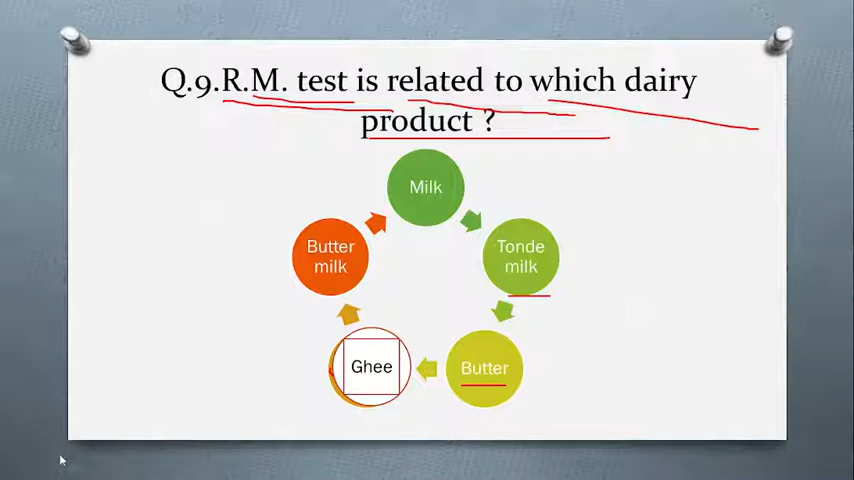 Q.9.R.M. test is related to which dairy
product ?
Milk
Tonde
milk
Butter
Ghee
Butter
milk